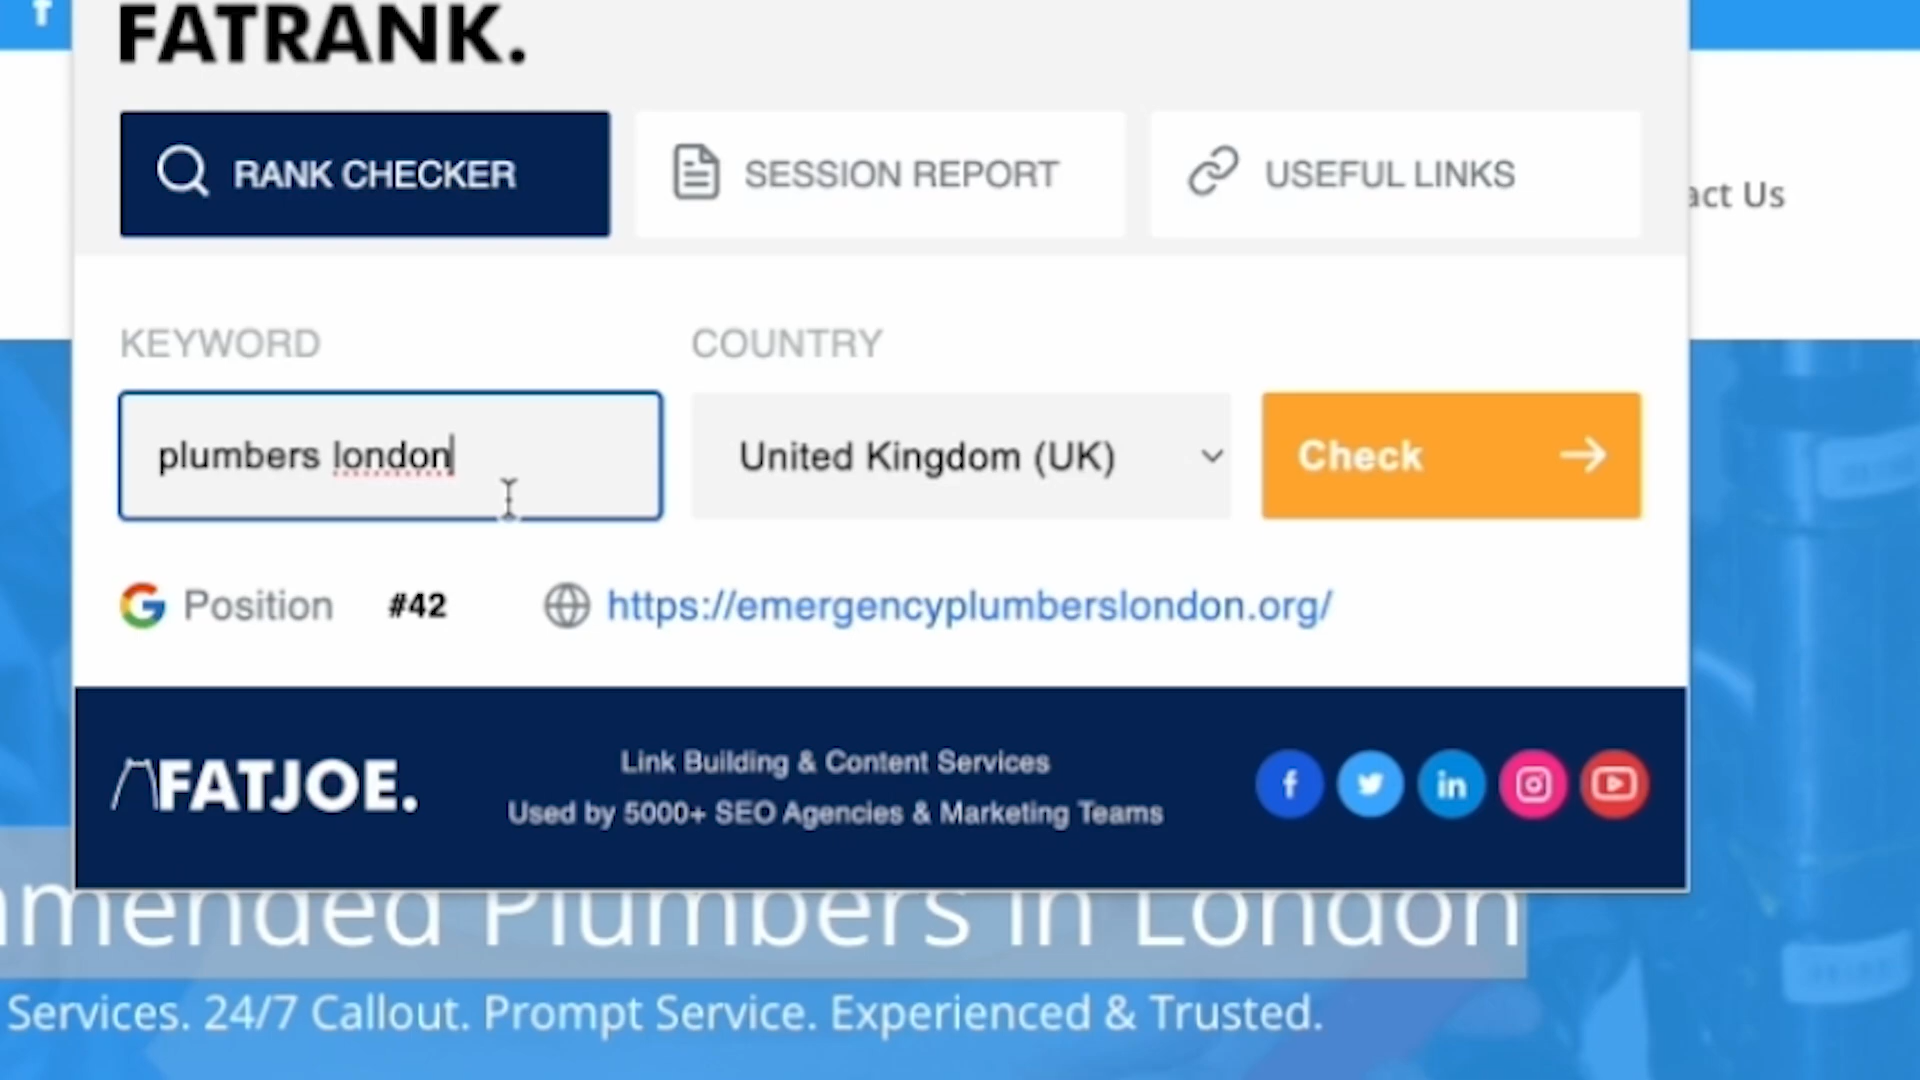 FATRANK.
RANK CHECKER
SESSION REPORT
USEFUL LINKS
act Us
KEYWORD
COUNTRY
plumbers london
United Kingdom (UK)
Check
Position #42
https://emergencyplumberslondon.org/
FATJOE.
Link Building & Content Services
Used by 5000+ SEO Agencies & Marketing Teams
mmended Plumbers in London
Services. 24/7 Callout. Prompt Service. Experienced & Trusted.